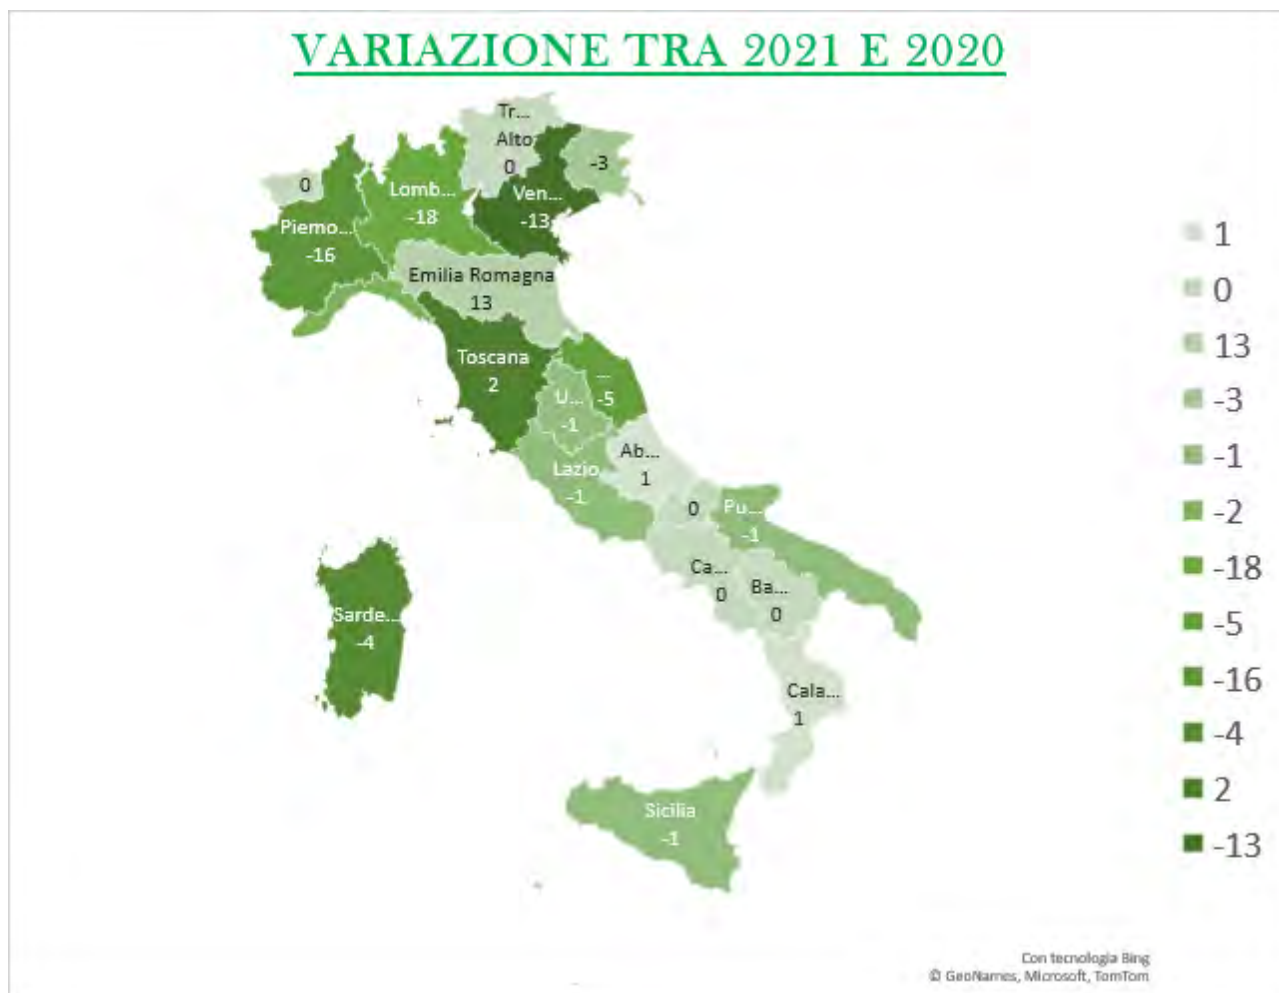 VARIAZIONE TRA 2021 E 2020
Tr...
Alto
0
-3
0
Lomb...
-18
Ven...
-13
Piemo...
-16
Emilia Romagna
13
Toscana
2
...
-5
U...
-1
Ab...
1
Lazio
-1
0
Pu...
-1
Ca...
0
Ba...
0
Sarde...
-4
Cala...
1
Sicilia
-1
1
0
13
-3
-1
-2
-18
-5
-16
-4
2
-13
Con tecnologia Bing
© GeoNames, Microsoft, TomTom